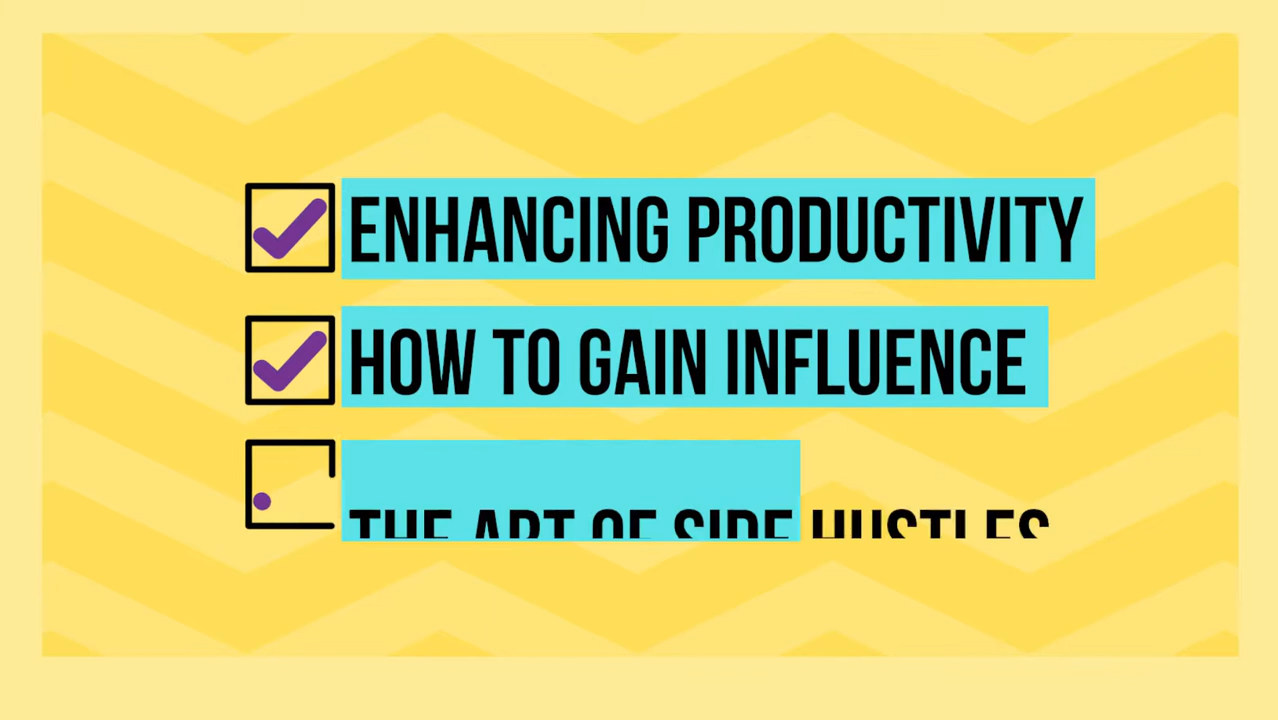 ENHANCING PRODUCTIVITY
HOW TO GAIN INFLUENCE
THE ART OF SIDE HUSTLES